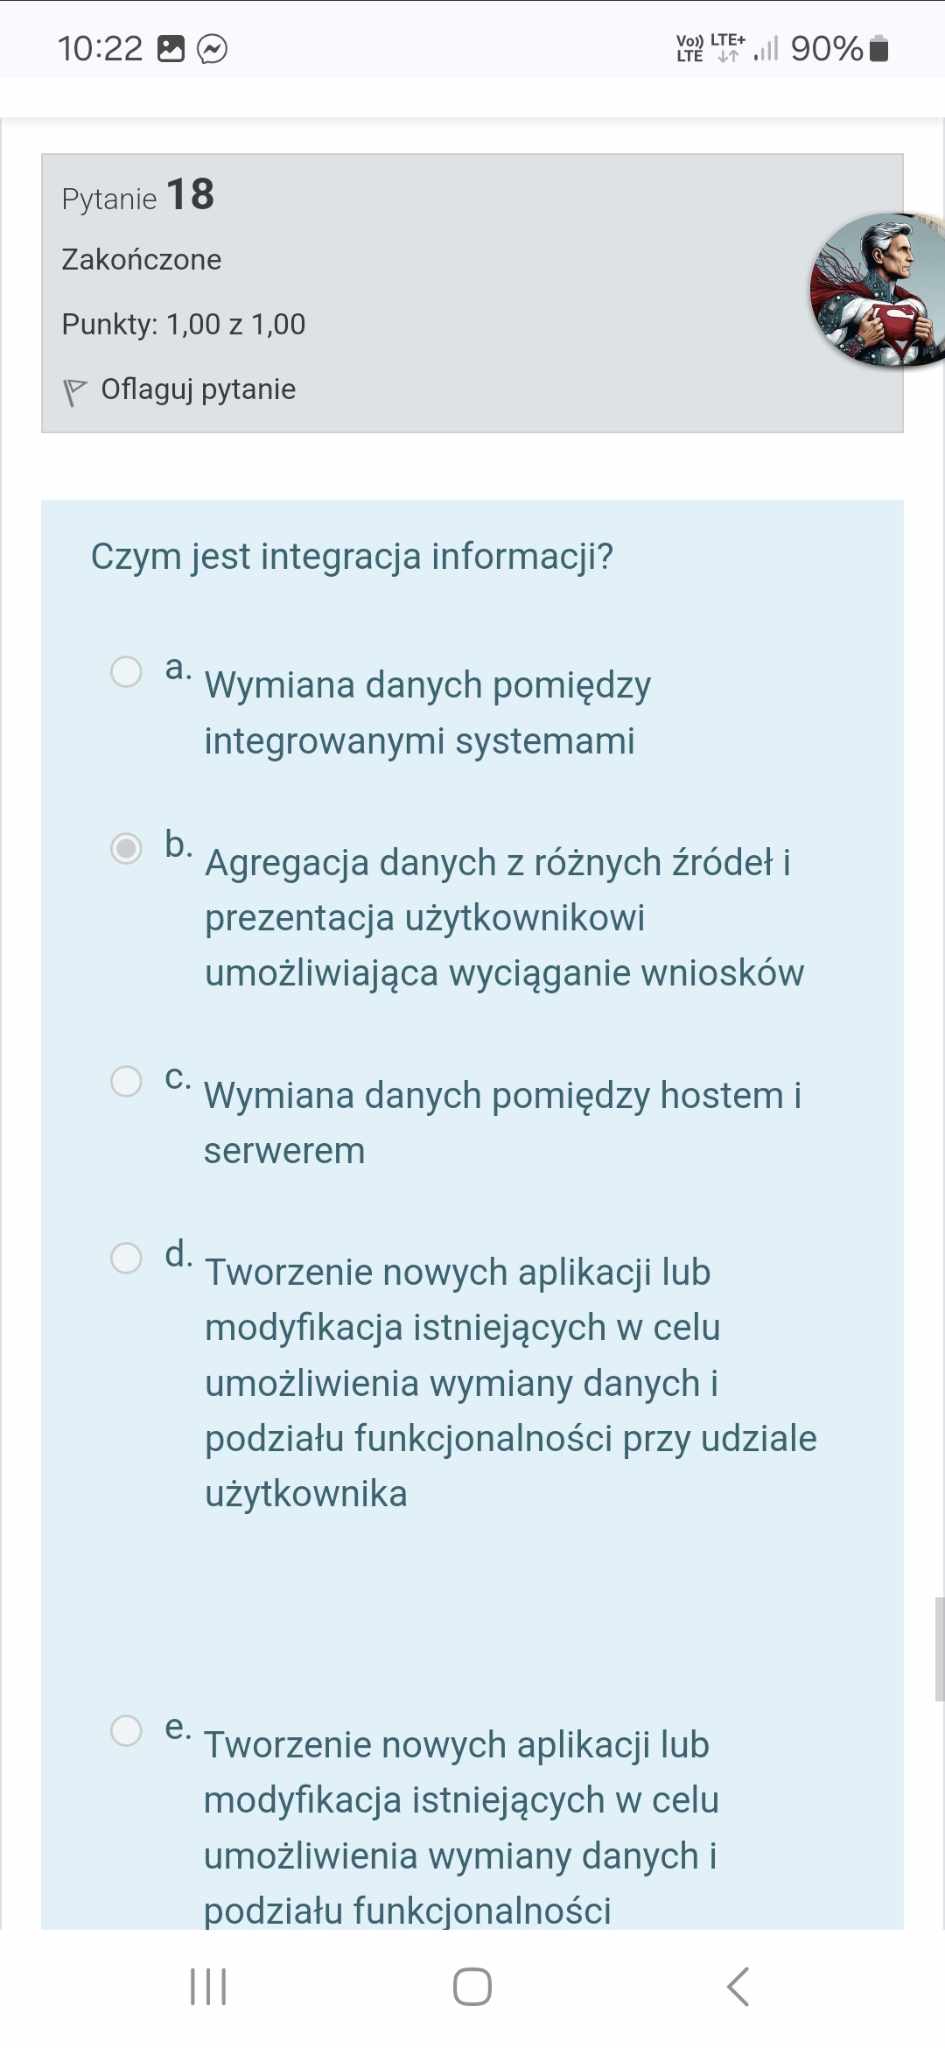 10:22
Vo)) LTE LTE+ 90%
Pytanie 18
Zakończone
Punkty: 1,00 z 1,00
Oflaguj pytanie
Czym jest integracja informacji?
a. Wymiana danych pomiędzy
integrowanymi systemami
b. Agregacja danych z różnych źródeł i
prezentacja użytkownikowi
umożliwiająca wyciąganie wniosków
c. Wymiana danych pomiędzy hostem i
serwerem
d. Tworzenie nowych aplikacji lub
modyfikacja istniejących w celu
umożliwienia wymiany danych i
podziału funkcjonalności przy udziale
użytkownika
e. Tworzenie nowych aplikacji lub
modyfikacja istniejących w celu
umożliwienia wymiany danych i
podziału funkcjonalności